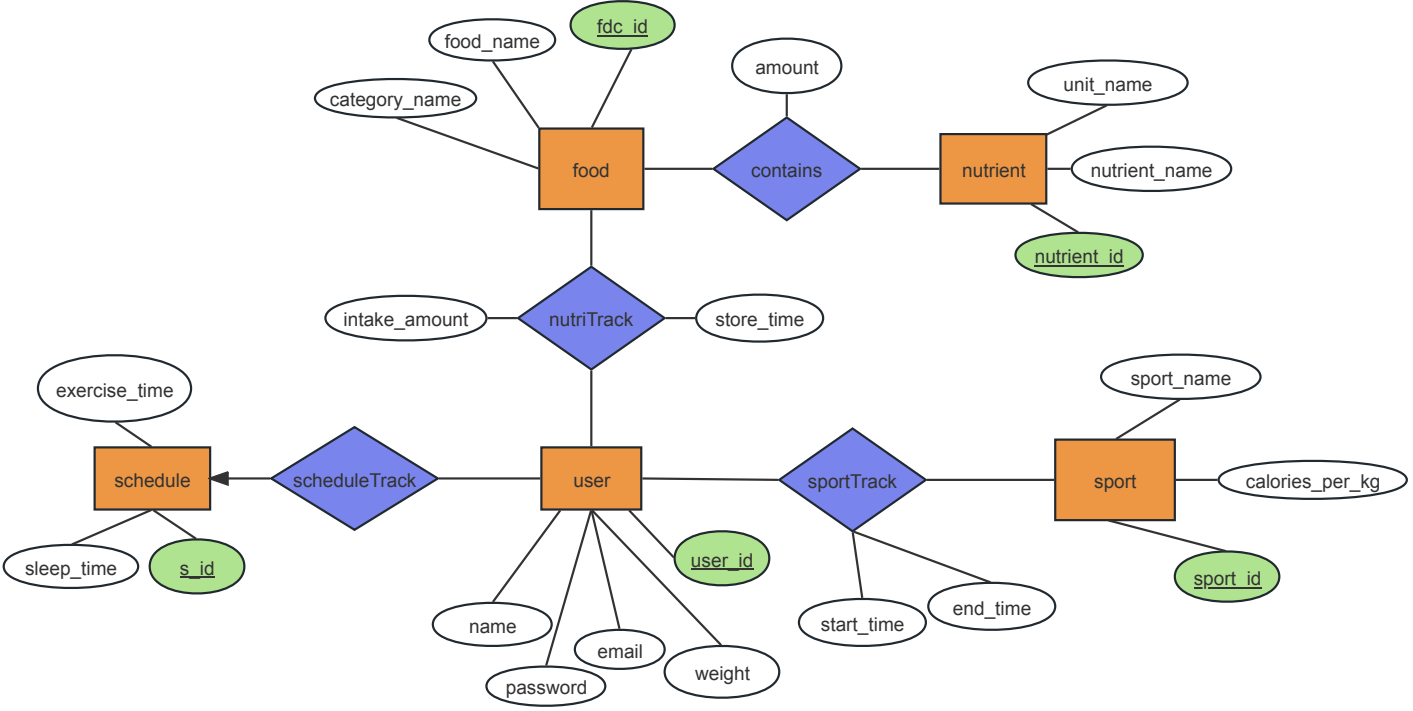 fdc_id
food_name
amount
unit_name
category_name
food
contains
nutrient
nutrient_name
nutrient_id
intake_amount
nutriTrack
store_time
exercise_time
sport_name
schedule
scheduleTrack
user
sportTrack
sport
calories_per_kg
sleep_time
s_id
user_id
sport_id
name
start_time
end_time
email
password
weight